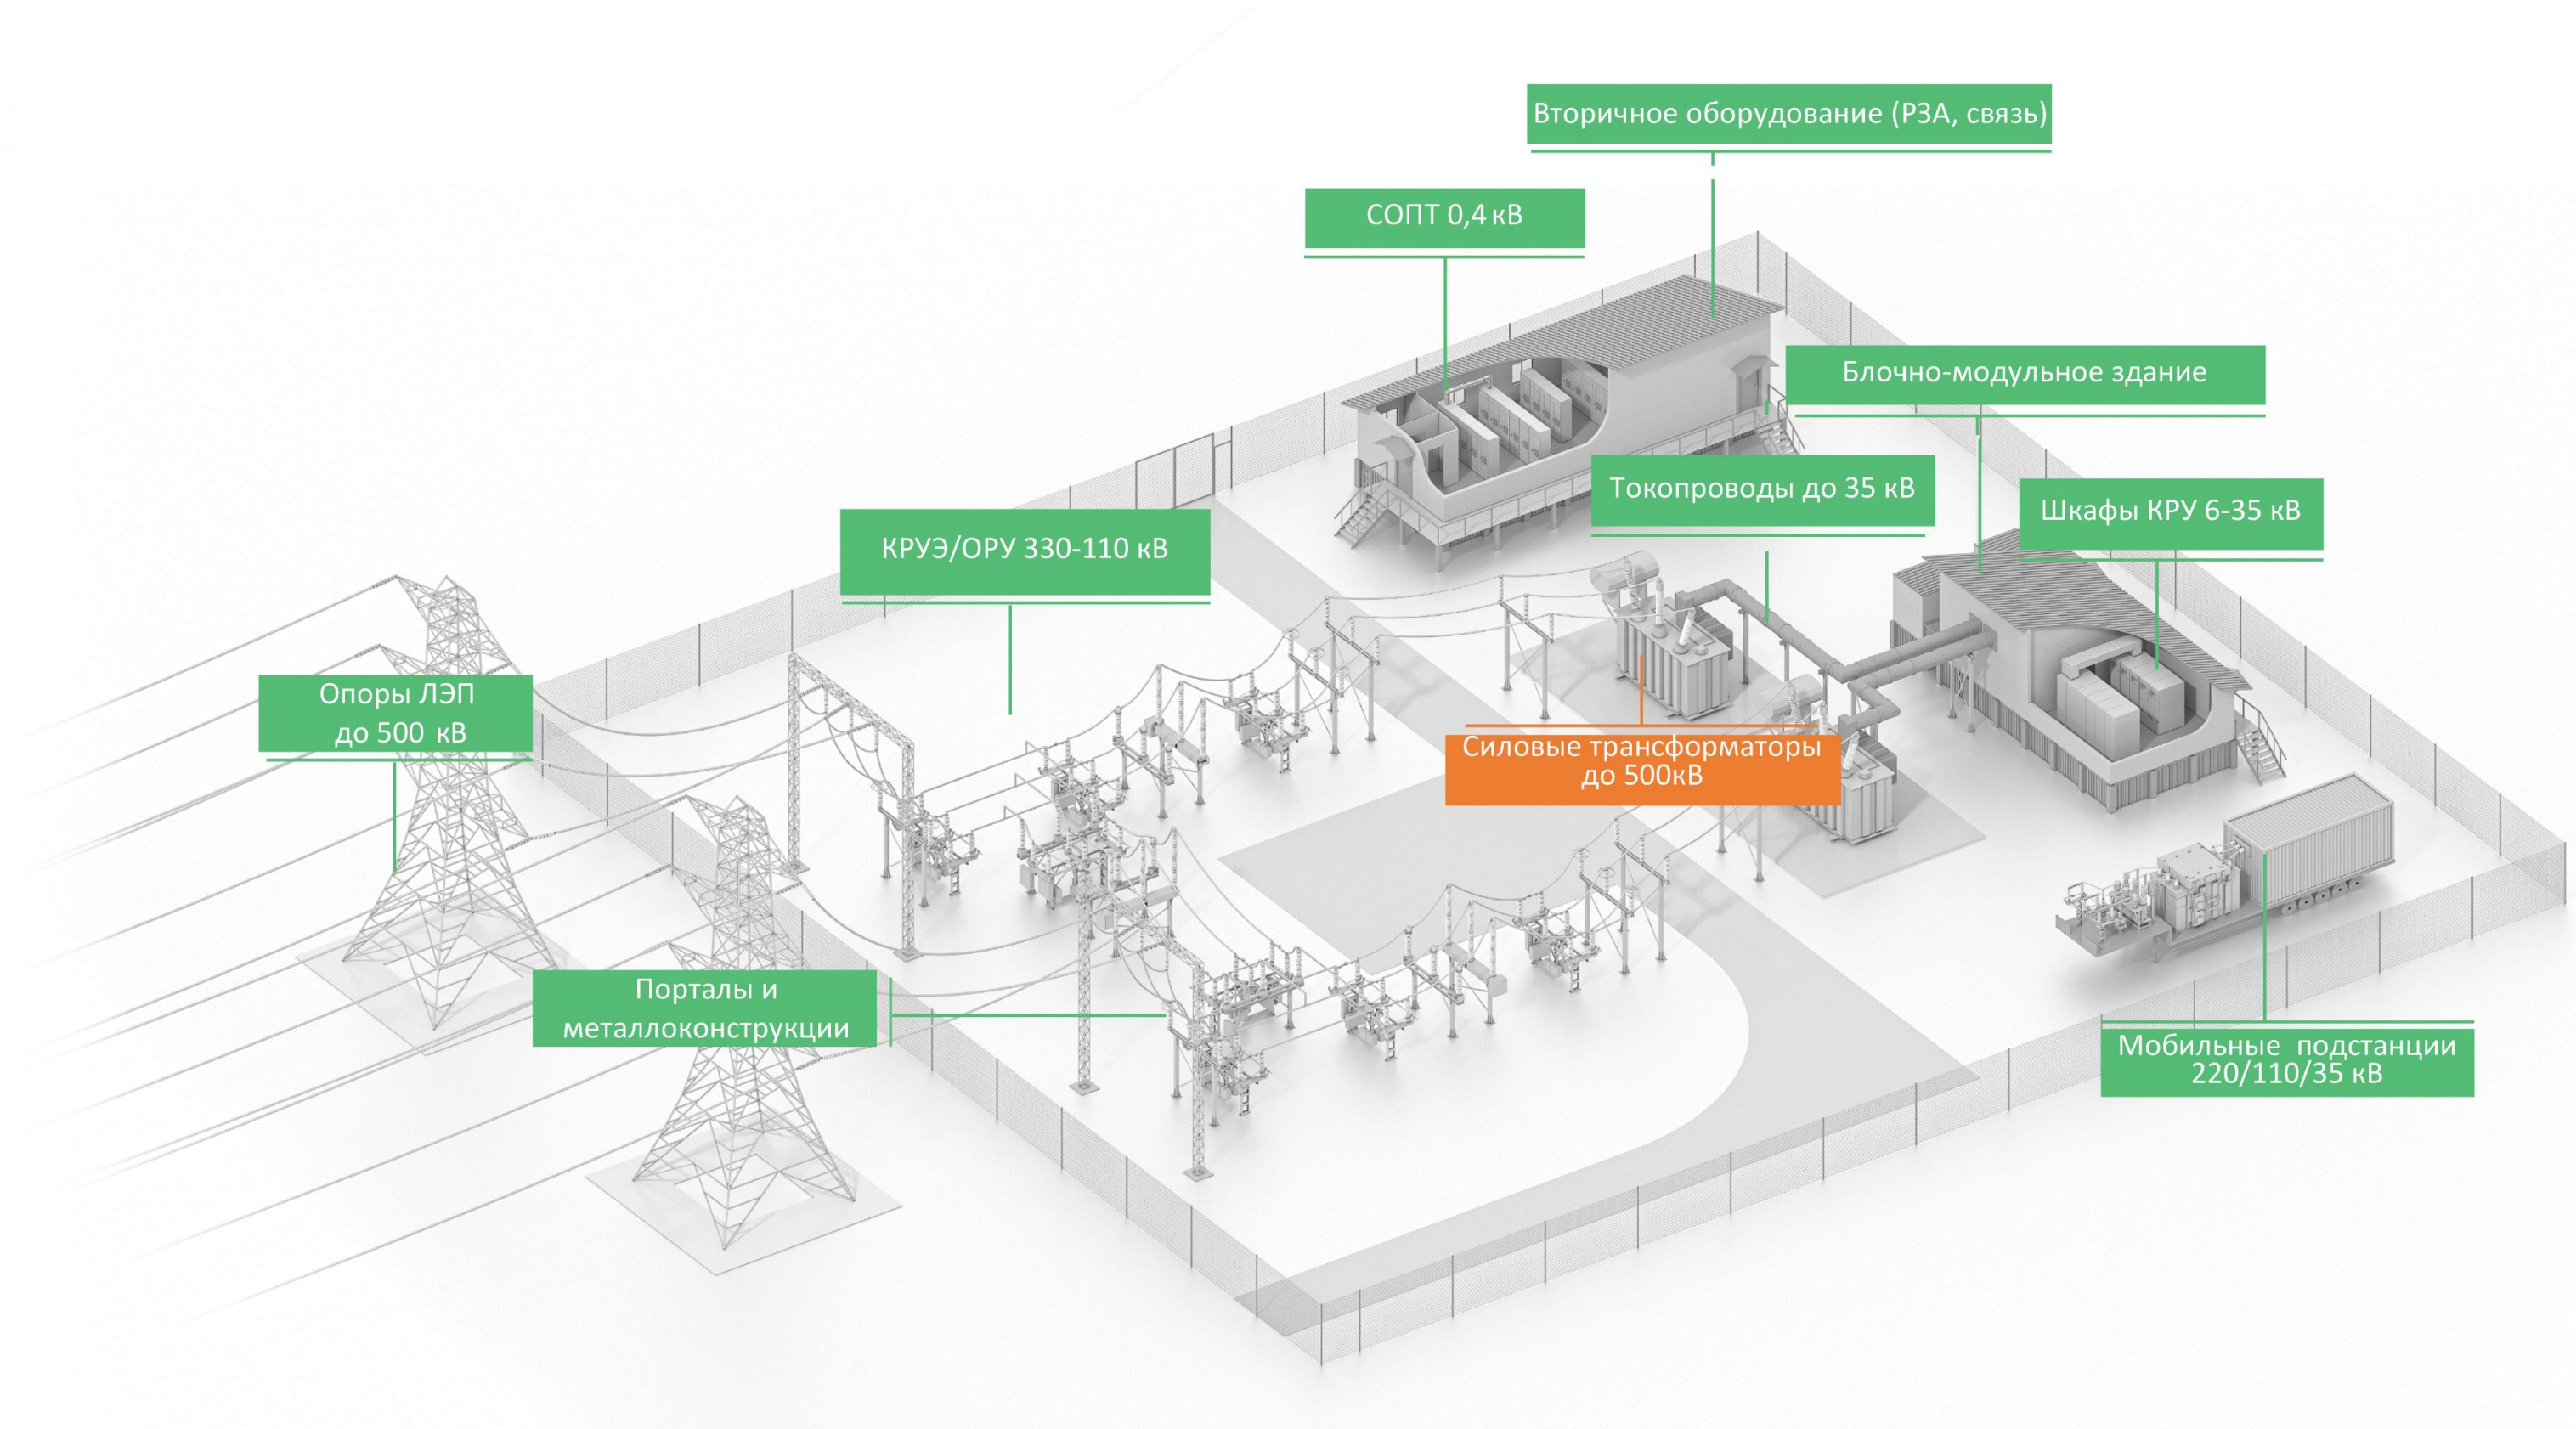 Вторичное оборудование (РЗА, связь)
СОПТ 0,4 кВ
Блочно-модульное здание
Токопроводы до 35 кВ
Шкафы КРУ 6-35 кВ
КРУЭ/ОРУ 330-110 кВ
Опоры ЛЭП
до 500 кВ
Силовые трансформаторы
до 500кВ
Порталы и
металлоконструкции
Мобильные подстанции
220/110/35 кВ